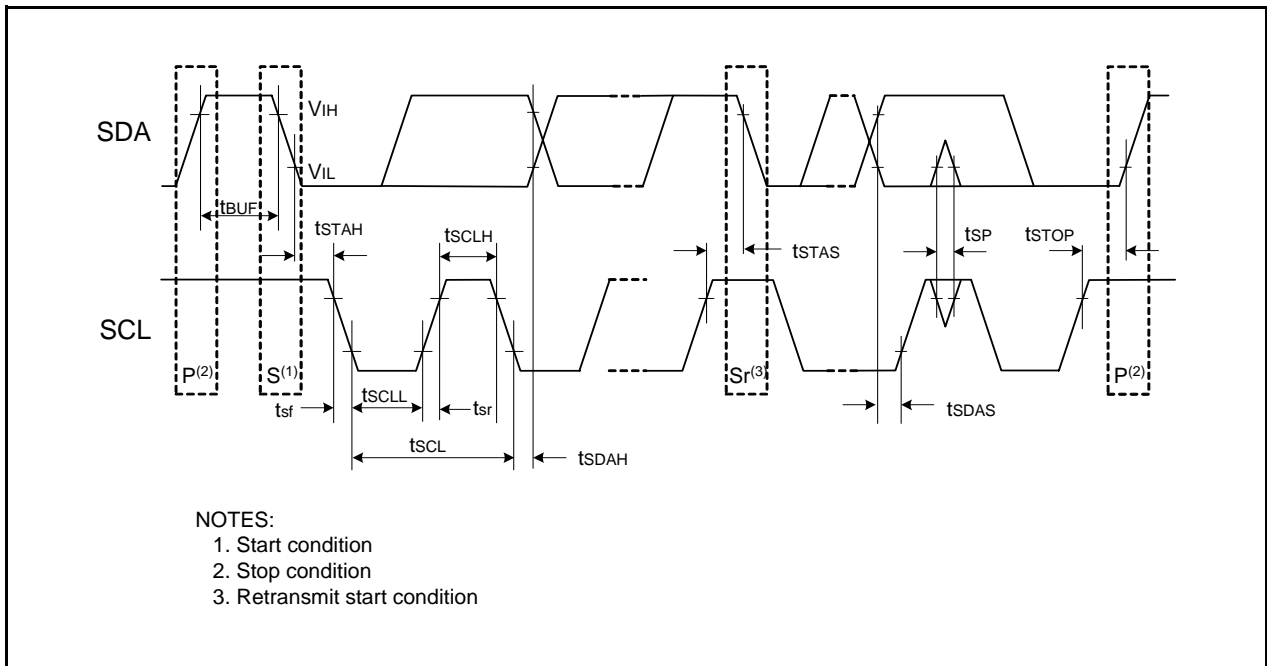 SDA
VIH
VIL
tBUF
tSTAH
tSCLH
tSTAS
tSP
tSTOP
SCL
P(2)
S(1)
Sr(3)
P(2)
tsf
tSCLL
tsr
tSDAS
tSCL
tSDAH
NOTES:
1. Start condition
2. Stop condition
3. Retransmit start condition